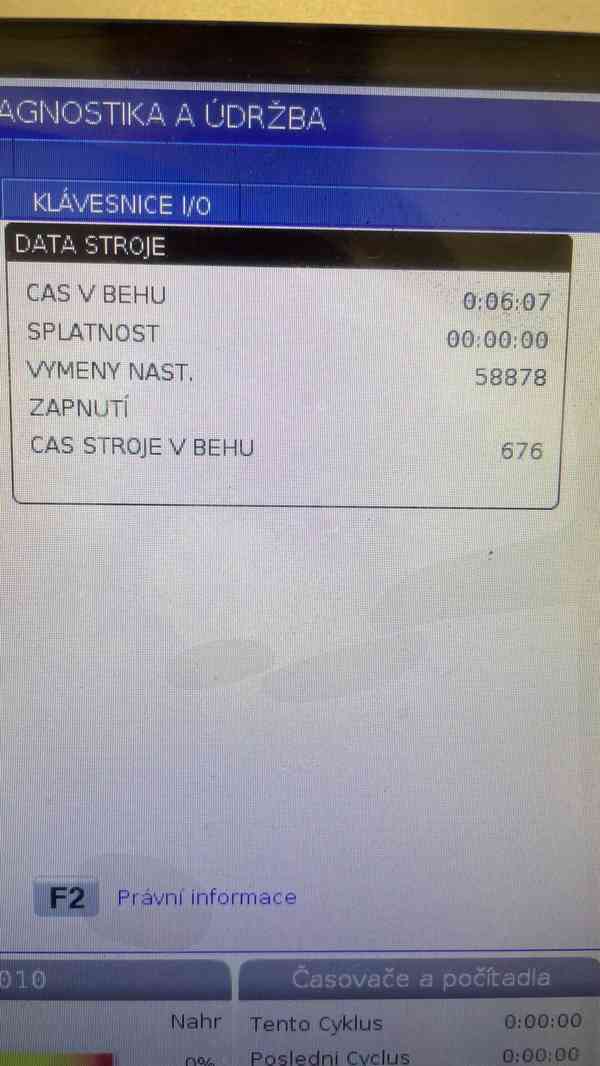 AGNOSTIKA A ÚDRŽBA
KLÁVESNICE I/O
DATA STROJE
CAS V BEHU 0:06:07
SPLATNOST 00:00:00
VYMENY NAST. 58878
ZAPNUTÍ
CAS STROJE V BEHU 676
F2 Právní informace
010 Časovače a počítadla
Nahr Tento Cyklus 0:00:00
0% Poslední Cyclus 0:00:00